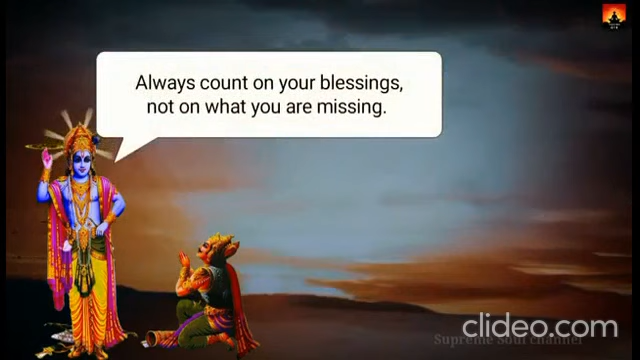 Always count on your blessings,
not on what you are missing.
clideo.com
Supreme Soul channel